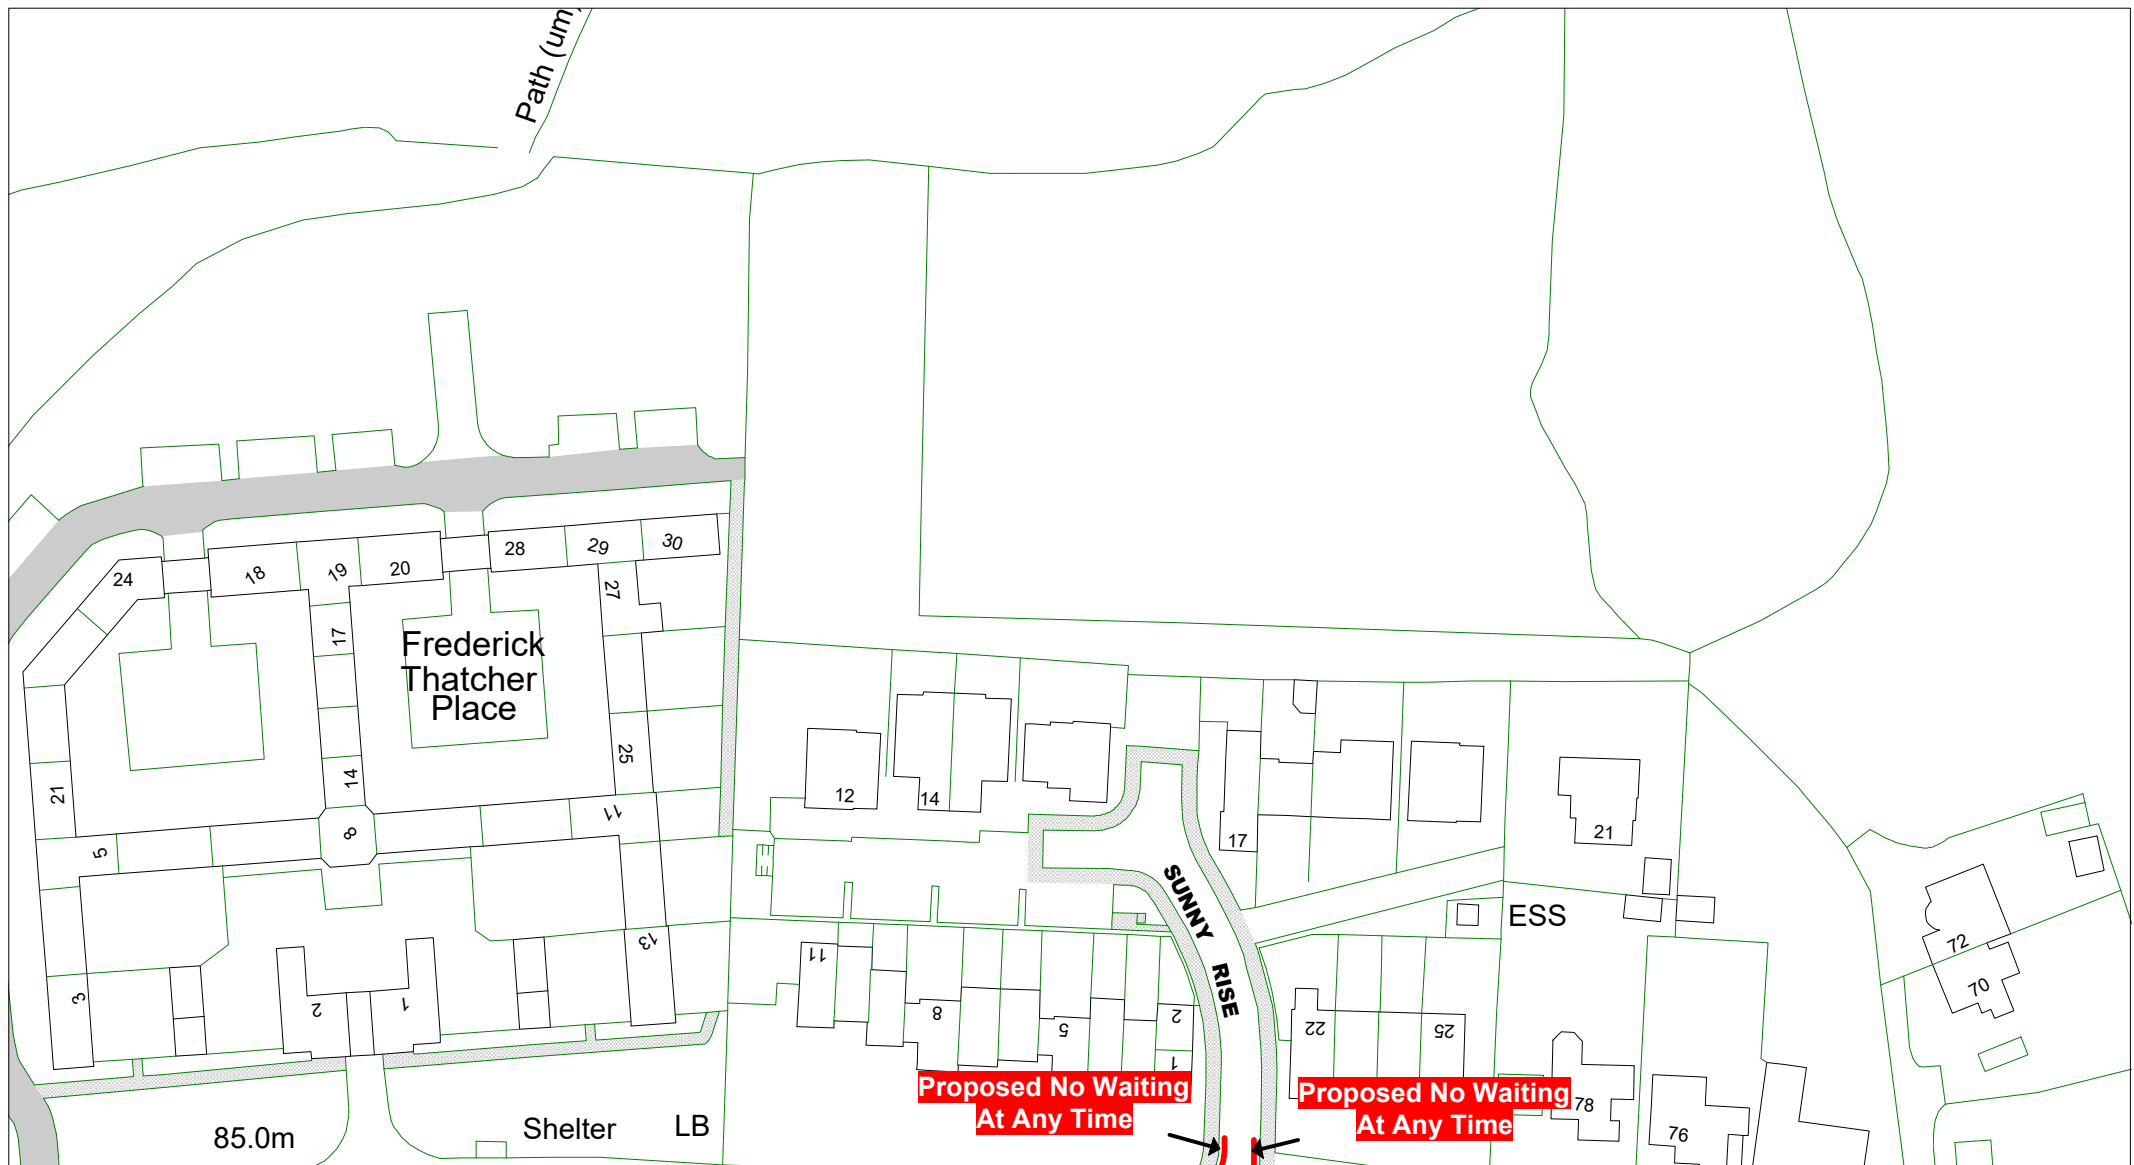 Path (um)
24
18
19
20
28
29
30
17
27
Frederick
Thatcher
Place
21
14
25
11
8
5
12
14
17
21
SUNNY
RISE
ESS
72
70
13
3
2
1
11
8
5
2
1
22
25
78
76
Proposed No Waiting
At Any Time
Proposed No Waiting
At Any Time
85.0m
Shelter
LB